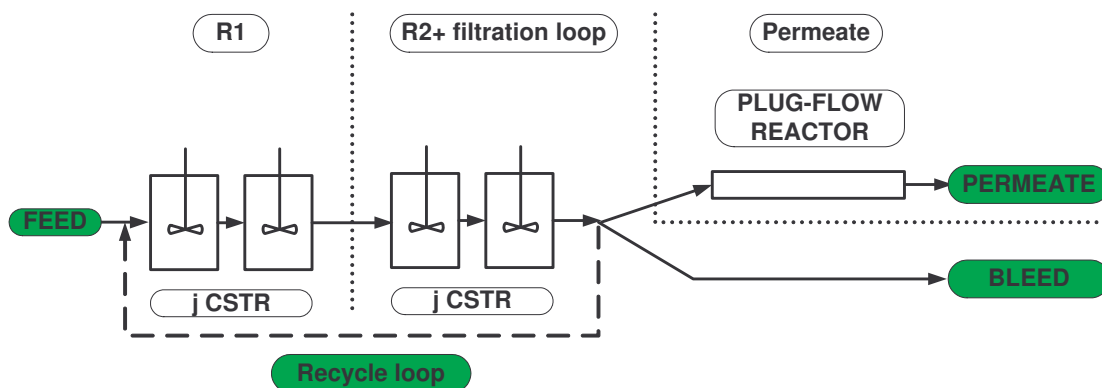 R1
R2+ filtration loop
Permeate
PLUG-FLOW
REACTOR
FEED
PERMEATE
BLEED
j CSTR
j CSTR
Recycle loop